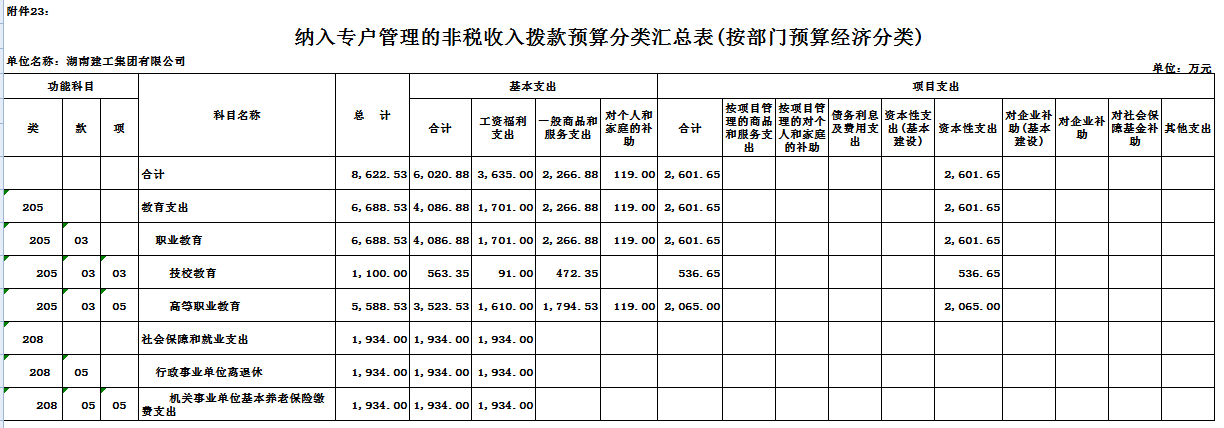 附件23：
纳入专户管理的非税收入拨款预算分类汇总表(按部门预算经济分类)
单位名称：湖南建工集团有限公司
单位：万元
功能科目 科目名称 总 计 基本支出 项目支出
类 款 项 合计 工资福利支出 一般商品和服务支出 对个人和家庭的补助 合计 按项目管理的商品和服务支出 按项目管理的对个人和家庭的补助 债务利息及费用支出 资本性支出(基本建设) 资本性支出 对企业补助(基本建设) 对企业补助 对社会保障基金补助 其他支出
合计 8,622.53 6,020.88 3,635.00 2,266.88 119.00 2,601.65 2,601.65
205 教育支出 6,688.53 4,086.88 1,701.00 2,266.88 119.00 2,601.65 2,601.65
205 03 职业教育 6,688.53 4,086.88 1,701.00 2,266.88 119.00 2,601.65 2,601.65
205 03 03 技校教育 1,100.00 563.35 91.00 472.35 536.65 536.65
205 03 05 高等职业教育 5,588.53 3,523.53 1,610.00 1,794.53 119.00 2,065.00 2,065.00
208 社会保障和就业支出 1,934.00 1,934.00 1,934.00
208 05 行政事业单位离退休 1,934.00 1,934.00 1,934.00
208 05 05 机关事业单位基本养老保险缴费支出 1,934.00 1,934.00 1,934.00